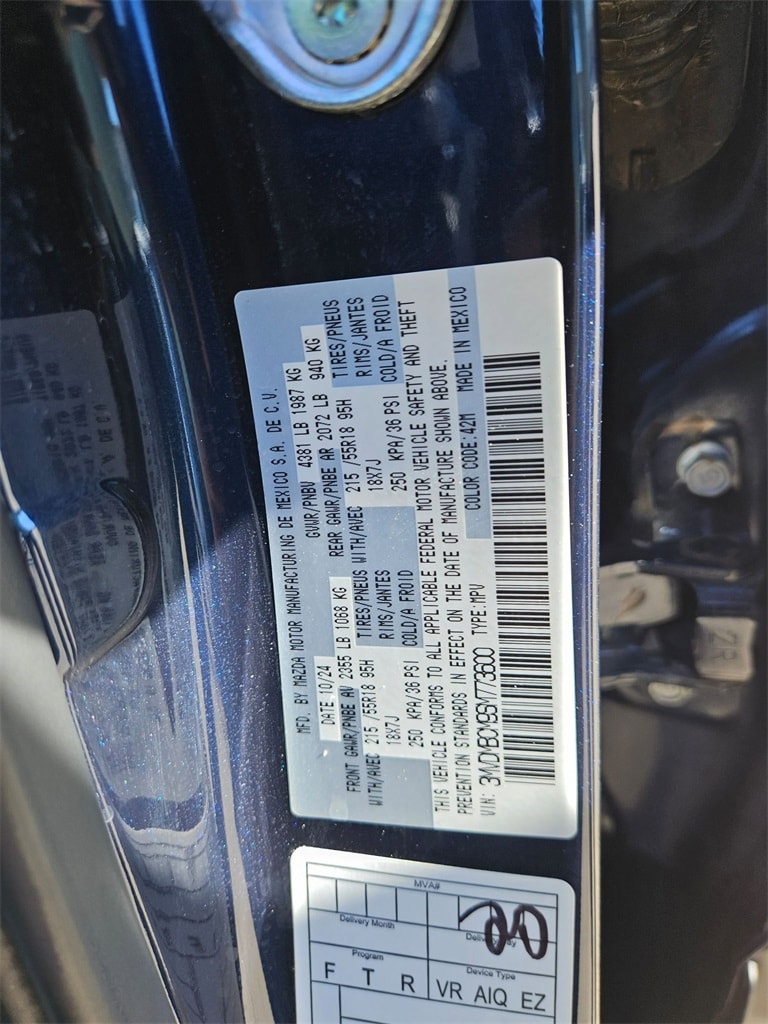 MFD. BY MAZDA MOTOR MANUFACTURING DE MEXICO S.A. DE C.V.
DATE 10/24 GVWR/PNBV 4381 LB 1987 KG
FRONT GAWR/PNBE AV 2355 LB 1068 KG REAR GAWR/PNBE AR 2072 LB 940 KG
WITH/AVEC 215 /55R18 95H TIRES/PNEUS WITH/AVEC 215 /55R18 95H TIRES/PNEUS
18X7J RIMS/JANTES 18X7J RIMS/JANTES
250 KPA/36 PSI COLD/A FROID 250 KPA/36 PSI COLD/A FROID
THIS VEHICLE CONFORMS TO ALL APPLICABLE FEDERAL MOTOR VEHICLE SAFETY AND THEFT
PREVENTION STANDARDS IN EFFECT ON THE DATE OF MANUFACTURE SHOWN ABOVE.
VIN: TYPE:MPV COLOR CODE:42M MADE IN MEXICO
MVA#
Delivery Month
Program
Device Type
F T R
VR AIQ EZ